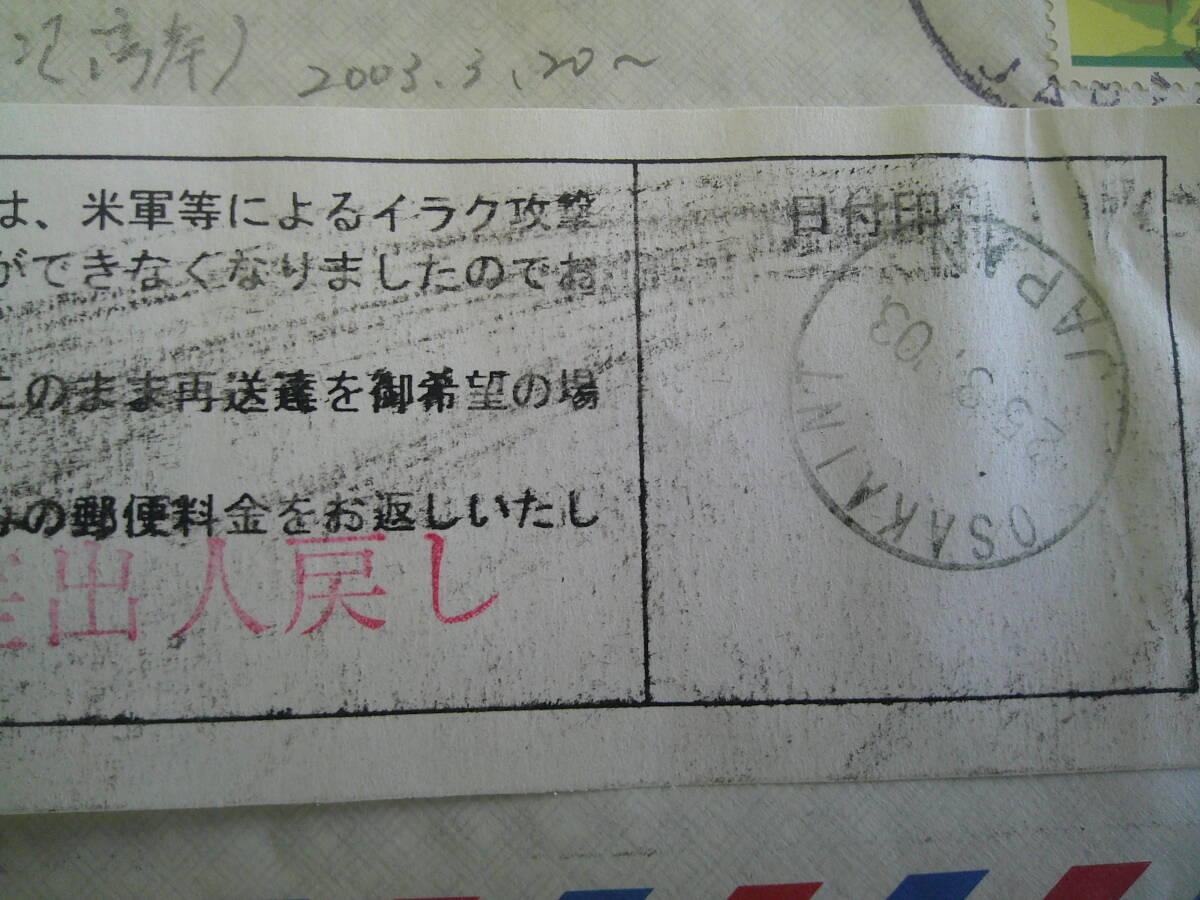 2003.3.20～
は、米軍等によるイラク攻撃
ができなくなりましたのでお
このまま再送達を御希望の場
の郵便料金をお返しいたし
差出人戻し
日付印
OSAKA INT JAPAN
25. 3. '03